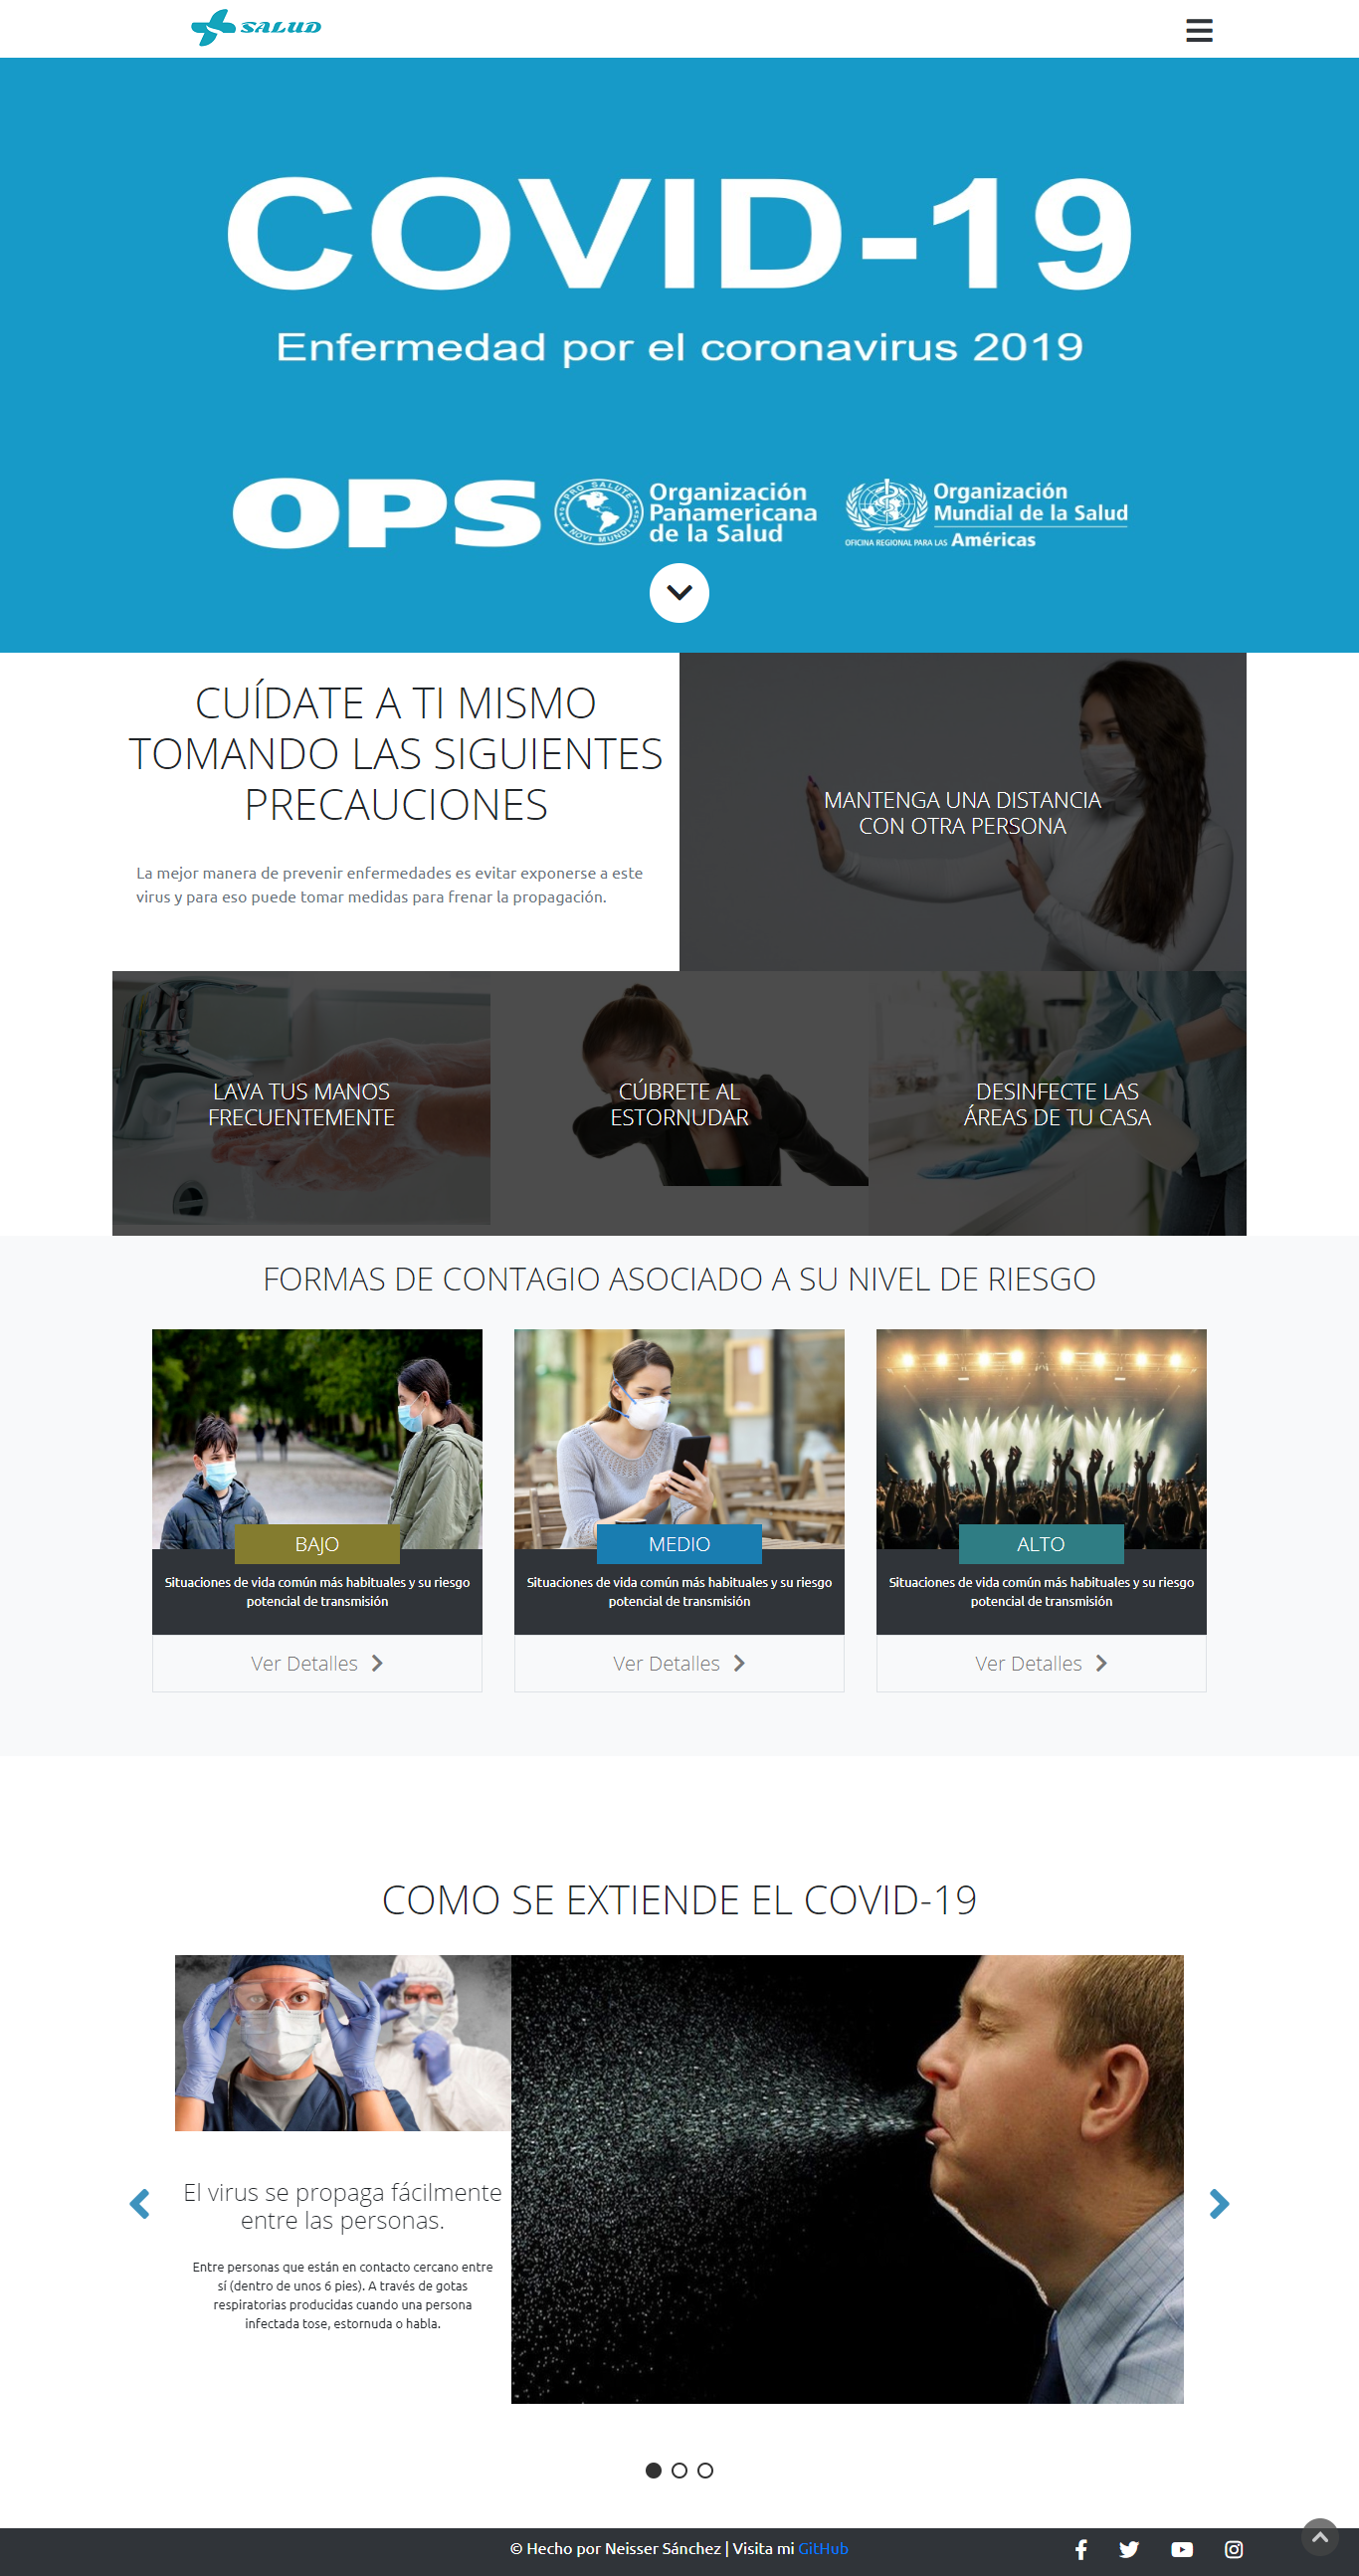 SALUD
COVID-19
Enfermedad por el coronavirus 2019
OPS
PRO SALUTE
NOVI MUNDI
Organización
Panamericana
de la Salud
Organización
Mundial de la Salud
OFICINA REGIONAL PARA LAS Américas
CUÍDATE A TI MISMO
TOMANDO LAS SIGUIENTES
PRECAUCIONES
La mejor manera de prevenir enfermedades es evitar exponerse a este
virus y para eso puede tomar medidas para frenar la propagación.
MANTENGA UNA DISTANCIA
CON OTRA PERSONA
LAVA TUS MANOS
FRECUENTEMENTE
CÚBRETE AL
ESTORNUDAR
DESINFECTE LAS
ÁREAS DE TU CASA
FORMAS DE CONTAGIO ASOCIADO A SU NIVEL DE RIESGO
BAJO
Situaciones de vida común más habituales y su riesgo
potencial de transmisión
Ver Detalles
MEDIO
Situaciones de vida común más habituales y su riesgo
potencial de transmisión
Ver Detalles
ALTO
Situaciones de vida común más habituales y su riesgo
potencial de transmisión
Ver Detalles
COMO SE EXTIENDE EL COVID-19
El virus se propaga fácilmente
entre las personas.
Entre personas que están en contacto cercano entre
sí (dentro de unos 6 pies). A través de gotas
respiratorias producidas cuando una persona
infectada tose, estornuda o habla.
© Hecho por Neisser Sánchez | Visita mi GitHub